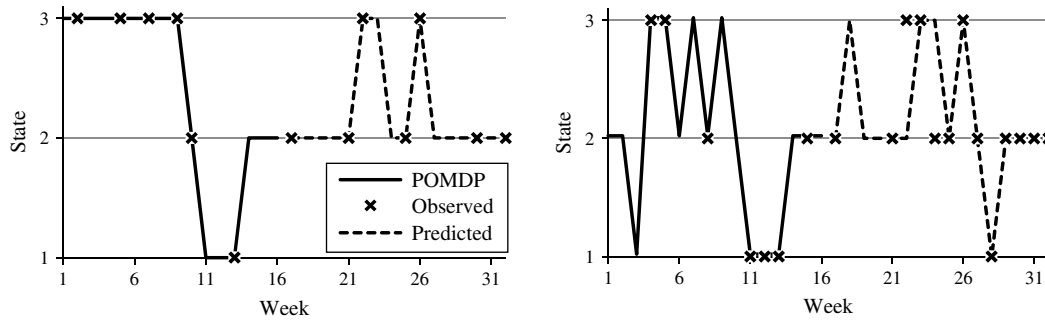 3
2
1
State
1 6 11 16 21 26 31
Week
POMDP
Observed
Predicted
3
2
1
State
1 6 11 16 21 26 31
Week